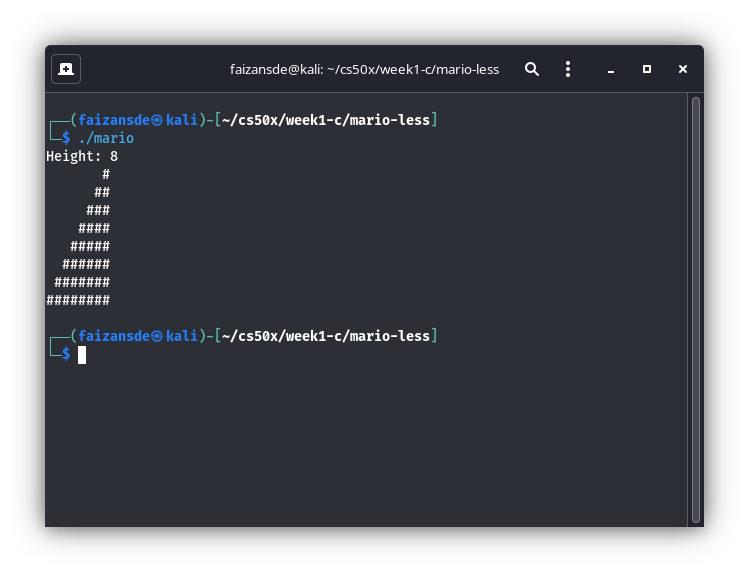 faizansde@kali: ~/cs50x/week1-c/mario-less
┌──(faizansde㉿kali)-[~/cs50x/week1-c/mario-less]
└─$ ./mario
Height: 8
       #
      ##
     ###
    ####
   #####
  ######
 #######
########
┌──(faizansde㉿kali)-[~/cs50x/week1-c/mario-less]
└─$